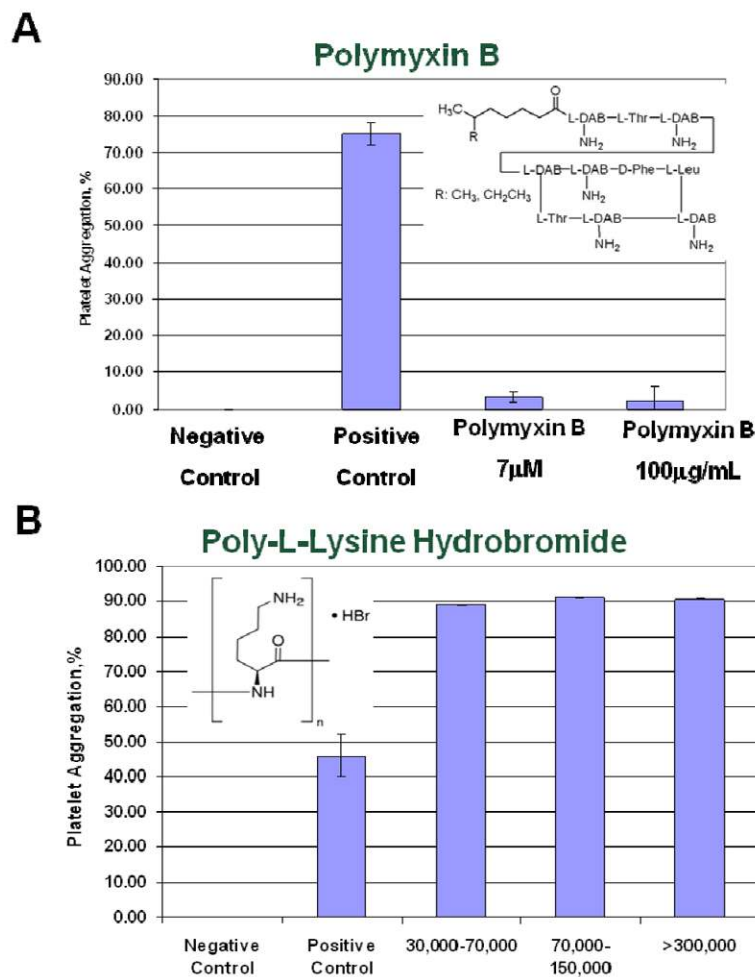 A
Polymyxin B
90.00
80.00
70.00
60.00
50.00
40.00
30.00
20.00
10.00
0.00
Platelet Aggregation, %
H₃C
R
O
L-DAB-L-Thr-L-DAB
NH₂ NH₂
L-DAB-L-DAB-D-Phe-L-Leu
NH₂
R: CH₃, CH₂CH₃
L-Thr-L-DAB L-DAB
NH₂ NH₂
Negative Control
Positive Control
Polymyxin B 7µM
Polymyxin B 100µg/mL
B
Poly-L-Lysine Hydrobromide
100.00
90.00
80.00
70.00
60.00
50.00
40.00
30.00
20.00
10.00
0.00
Platelet Aggregation,%
NH₂
• HBr
O
NH
n
Negative Control
Positive Control
30,000-70,000
70,000-150,000
>300,000